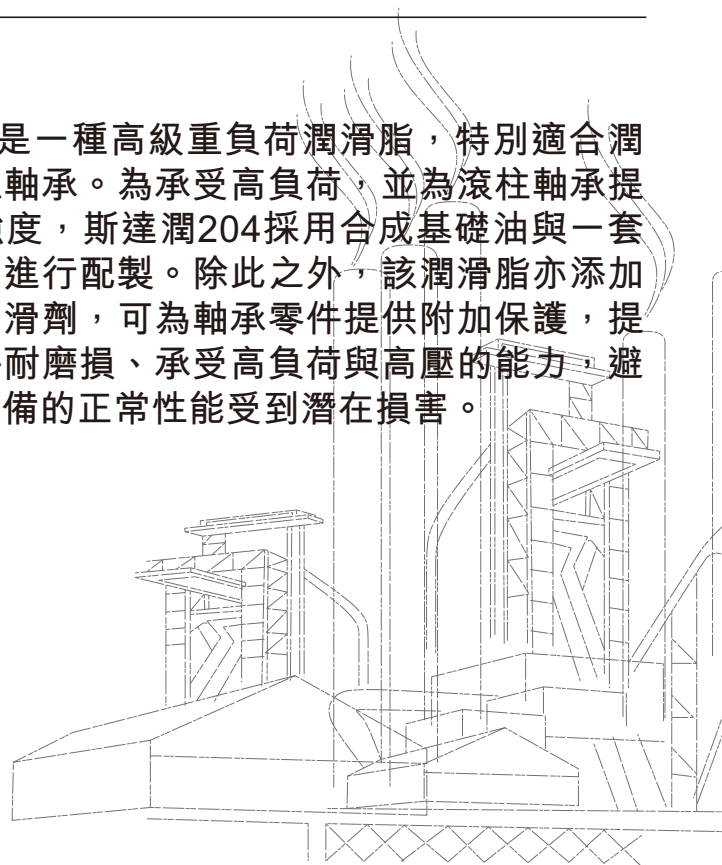 是一種高級重負荷潤滑脂，特別適合潤
軸承。為承受高負荷，並為滾柱軸承提
強度，斯達潤204採用合成基礎油與一套
進行配製。除此之外，該潤滑脂亦添加
滑劑，可為軸承零件提供附加保護，提
耐磨損、承受高負荷與高壓的能力，避
備的正常性能受到潛在損害。